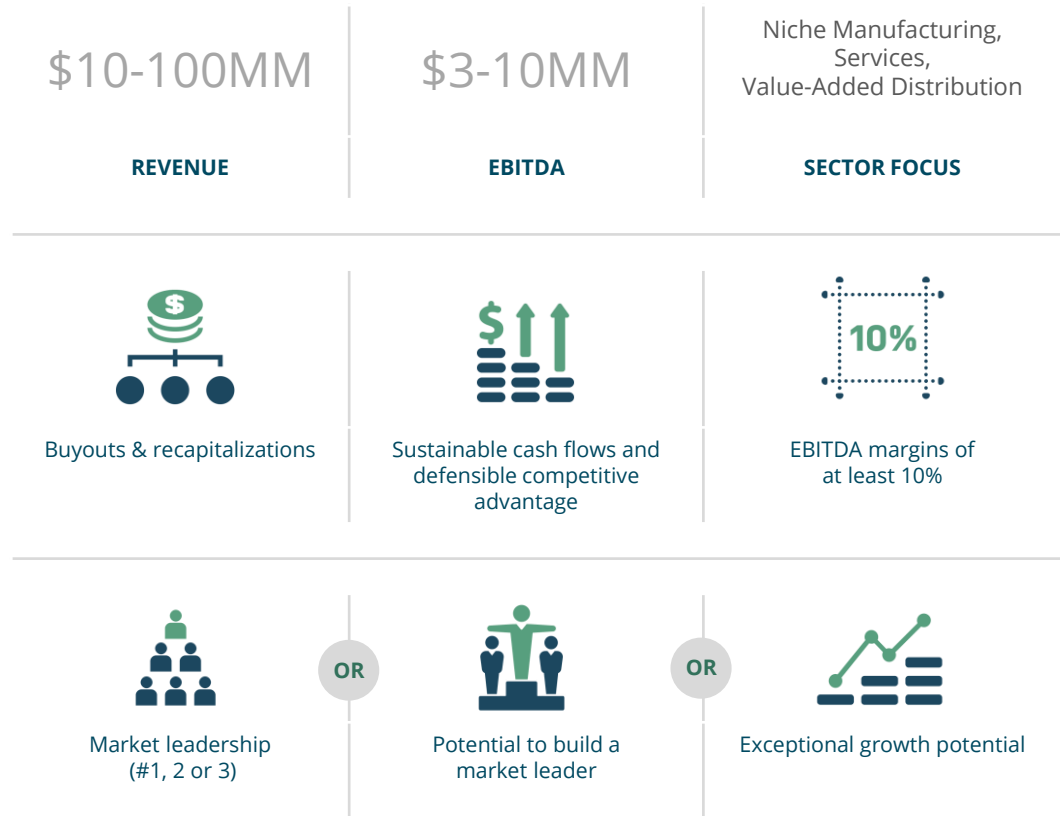 $10-100MM
REVENUE
$3-10MM
EBITDA
Niche Manufacturing,
Services,
Value-Added Distribution
SECTOR FOCUS
$
Buyouts & recapitalizations
$
Sustainable cash flows and
defensible competitive
advantage
10%
EBITDA margins of
at least 10%
Market leadership
(#1, 2 or 3)
OR
Potential to build a
market leader
OR
Exceptional growth potential